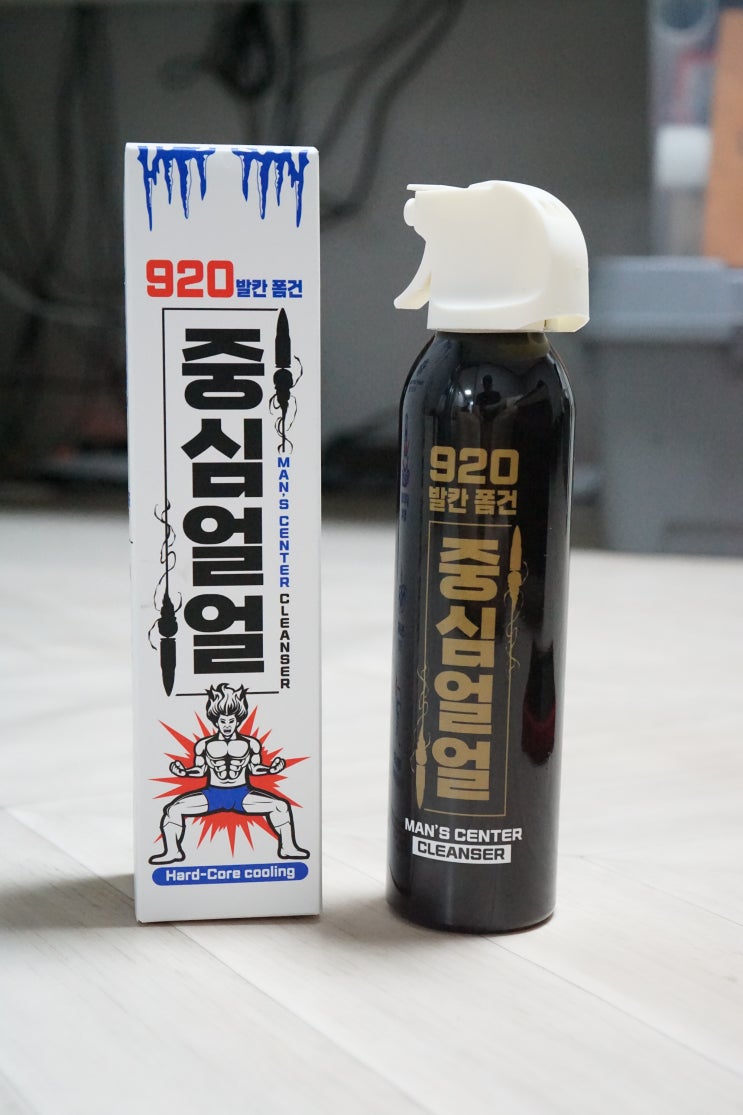 920 발칸 폼건
중심얼얼
MAN'S CENTER CLEANSER
Hard-Core cooling
920
발칸 폼건
중심얼얼
MAN'S CENTER
CLEANSER